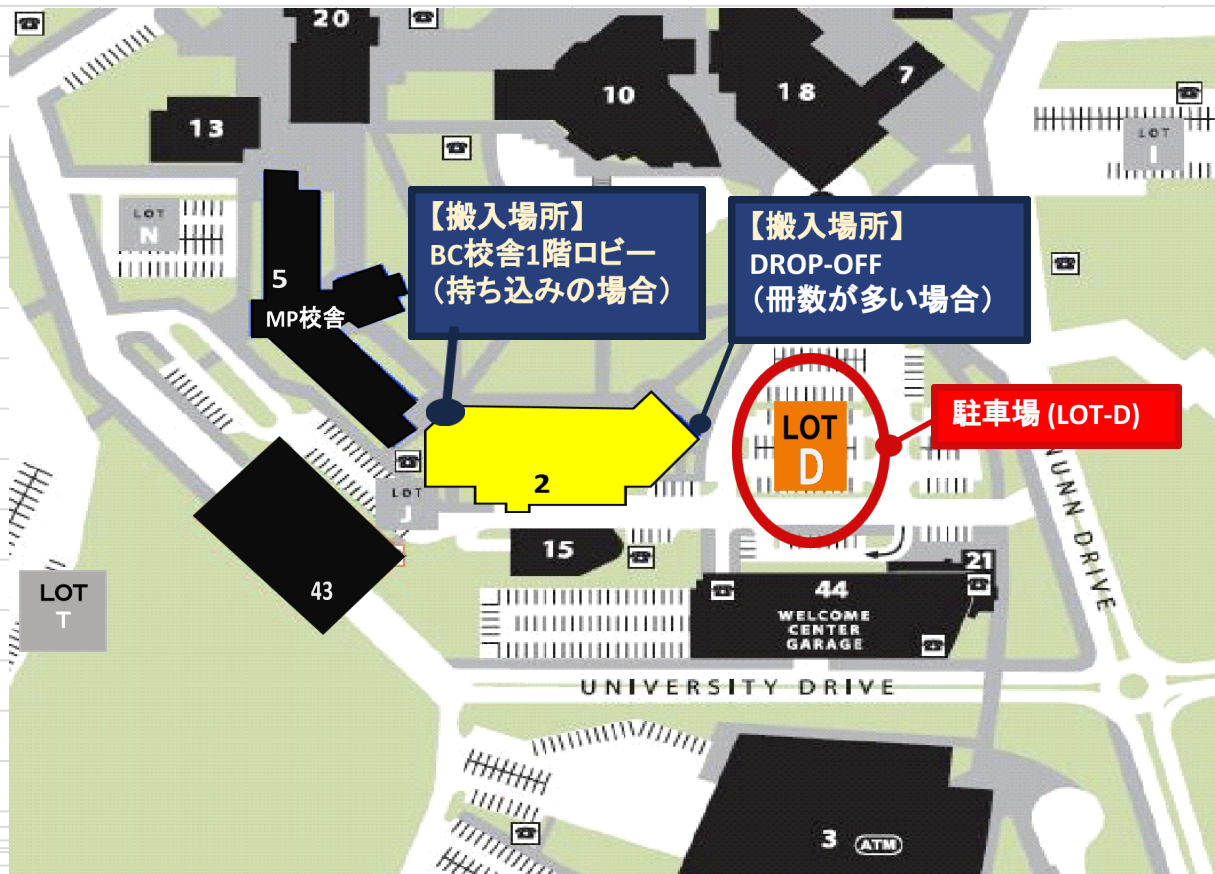 20
13
10
18
7
LOT
I
LOT
N
【搬入場所】
BC校舎1階ロビー
（持ち込みの場合）
【搬入場所】
DROP-OFF
（冊数が多い場合）
5
MP校舎
駐車場 (LOT-D)
LOT
D
2
LOT
J
NUNN DRIVE
15
21
43
44
WELCOME
CENTER
GARAGE
LOT
T
UNIVERSITY DRIVE
3
ATM